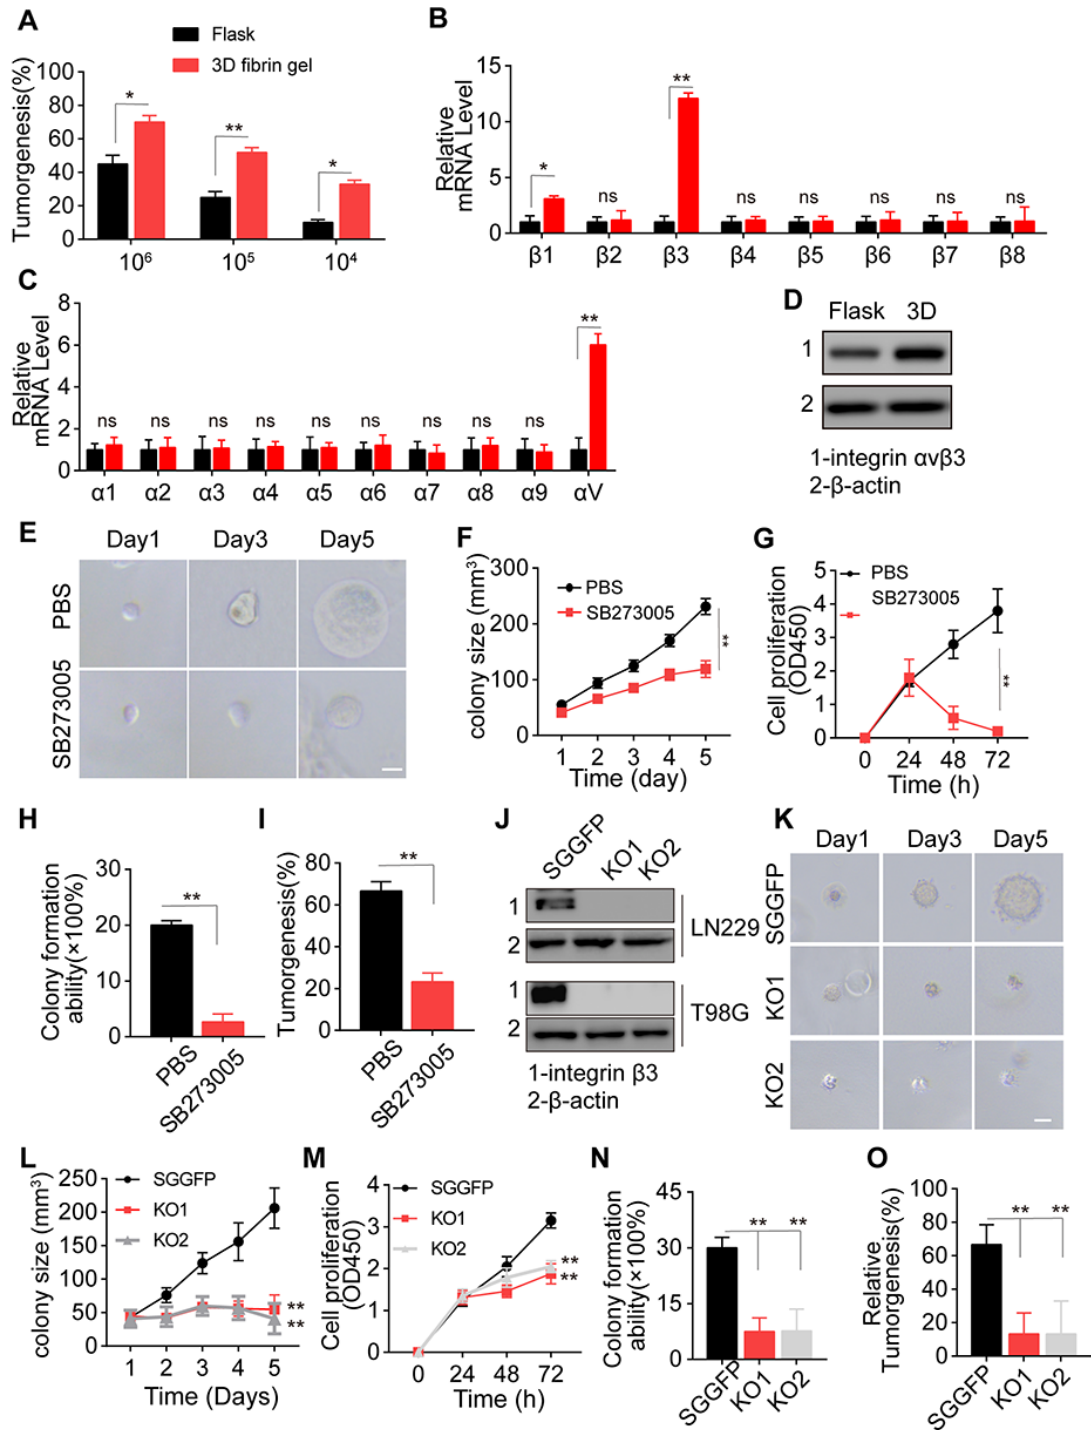 A
Flask
3D fibrin gel
Tumorgenesis(%)
100
80
60
40
20
0
* ** *
10⁶ 10⁵ 10⁴
B
Relative
mRNA Level
15
10
5
0
* ns ** ns ns ns ns ns
β1 β2 β3 β4 β5 β6 β7 β8
C
Relative
mRNA Level
8
6
4
2
0
ns ns ns ns ns ns ns ns ns **
α1 α2 α3 α4 α5 α6 α7 α8 α9 αV
D
Flask 3D
1
2
1-integrin αvβ3
2-β-actin
E
Day1 Day3 Day5
PBS
SB273005
F
colony size (mm³)
300
200
100
0
PBS
SB273005
**
1 2 3 4 5
Time (day)
G
Cell proliferation
(OD450)
5
4
3
2
1
0
PBS
SB273005
**
0 24 48 72
Time (h)
H
Colony formation
ability(×100%)
30
20
10
0
**
PBS
SB273005
I
Tumorgenesis(%)
80
60
40
20
0
**
PBS
SB273005
J
SGGFP KO1 KO2
1
2
LN229
1
2
T98G
1-integrin β3
2-β-actin
K
Day1 Day3 Day5
SGGFP
KO1
KO2
L
colony size (mm³)
250
200
150
100
50
0
SGGFP
KO1
KO2
**
**
1 2 3 4 5
Time (Days)
M
Cell proliferation
(OD450)
4
3
2
1
0
SGGFP
KO1
KO2
**
**
0 24 48 72
Time (h)
N
Colony formation
ability(×100%)
45
30
15
0
** **
SGGFP
KO1
KO2
O
Relative
Tumorgenesis(%)
100
80
60
40
20
0
** **
SGGFP
KO1
KO2